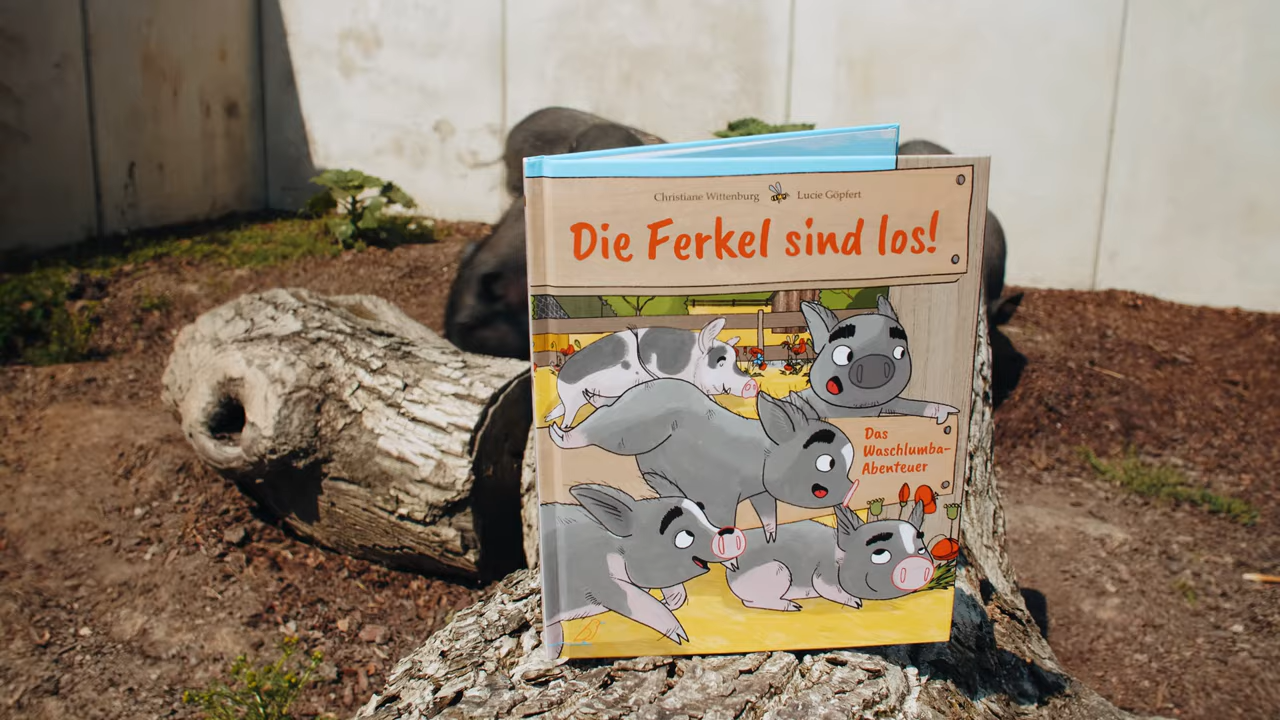 Christiane Wittenburg Lucie Göpfert
Die Ferkel sind los!
Das
Waschlumba-
Abenteuer